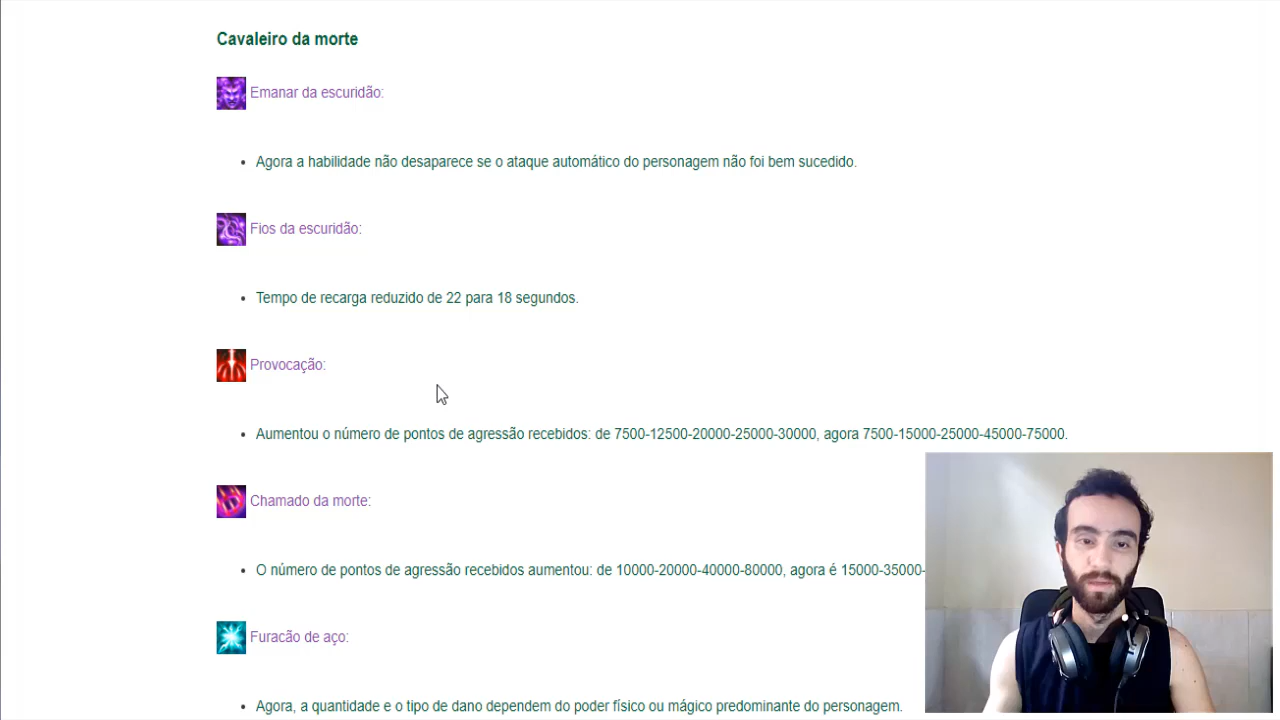 Cavaleiro da morte
Emanar da escuridão:
Agora a habilidade não desaparece se o ataque automático do personagem não foi bem sucedido.
Fios da escuridão:
Tempo de recarga reduzido de 22 para 18 segundos.
Provocação:
Aumentou o número de pontos de agressão recebidos: de 7500-12500-20000-25000-30000, agora 7500-15000-25000-45000-75000.
Chamado da morte:
O número de pontos de agressão recebidos aumentou: de 10000-20000-40000-80000, agora é 15000-35000-
Furacão de aço:
Agora, a quantidade e o tipo de dano dependem do poder físico ou mágico predominante do personagem.